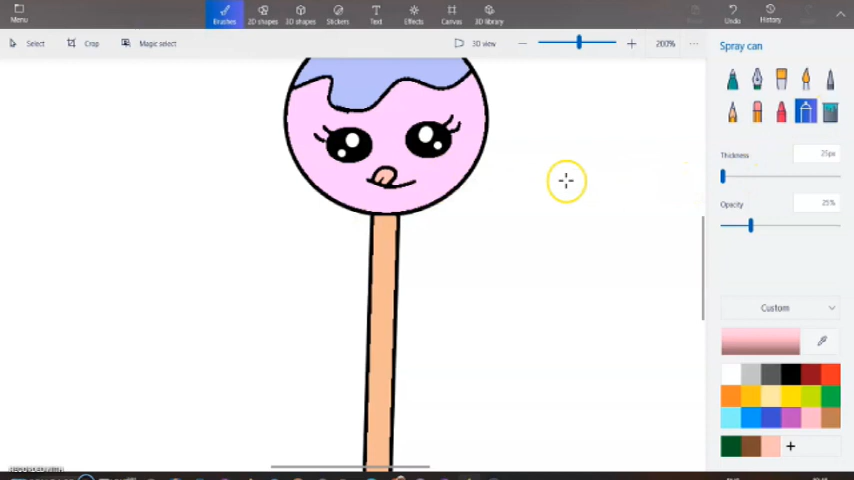 Menu
Brushes
2D shapes
3D shapes
Stickers
Text
Effects
Canvas
3D library
Undo
History
Select
Crop
Magic select
3D view
200%
Spray can
Thickness
25px
Opacity
25%
Custom